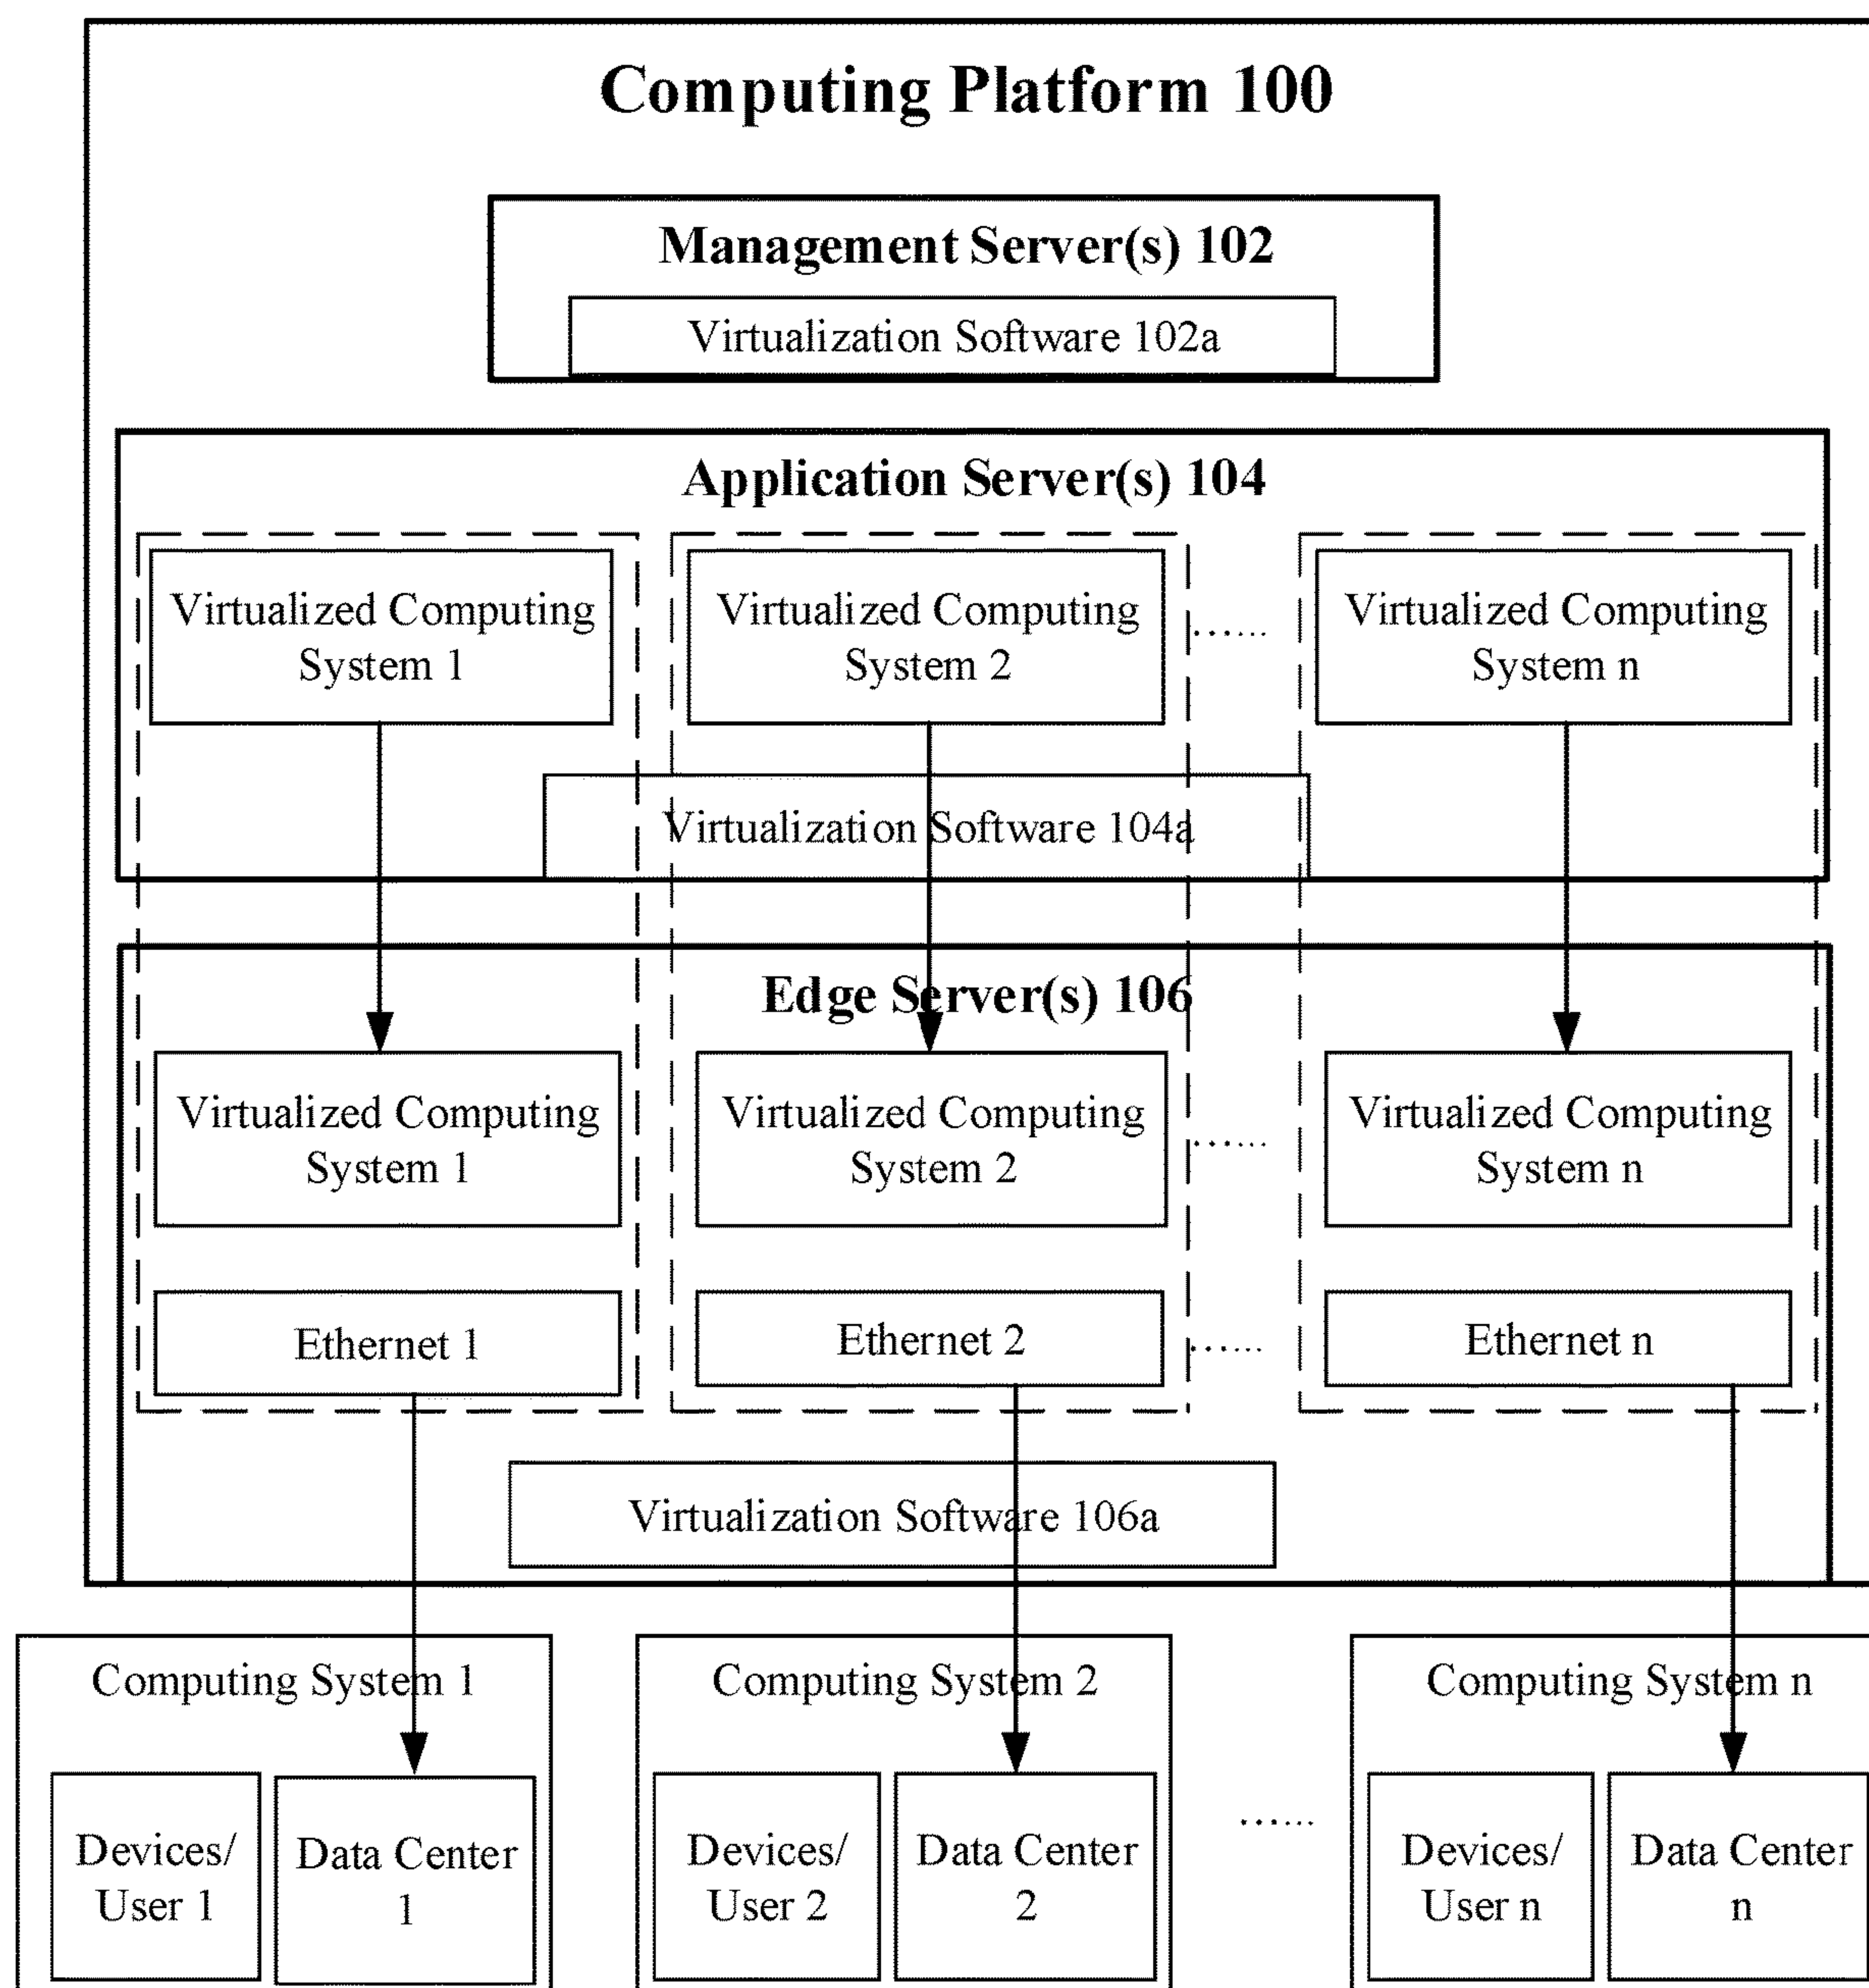 Computing Platform 100
Management Server(s) 102
Virtualization Software 102a
Application Server(s) 104
Virtualized Computing
System 1
Virtualized Computing
System 2
......
Virtualized Computing
System n
Virtualization Software 104a
Edge Server(s) 106
Virtualized Computing
System 1
Virtualized Computing
System 2
......
Virtualized Computing
System n
Ethernet 1
Ethernet 2
......
Ethernet n
Virtualization Software 106a
Computing System 1
Devices/
User 1
Data Center
1
Computing System 2
Devices/
User 2
Data Center
2
......
Computing System n
Devices/
User n
Data Center
n